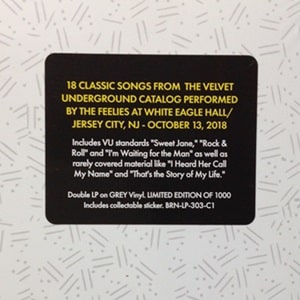 18 CLASSIC SONGS FROM THE VELVET
UNDERGROUND CATALOG PERFORMED
BY THE FEELIES AT WHITE EAGLE HALL/
JERSEY CITY, NJ - OCTOBER 13, 2018
Includes VU standards "Sweet Jane," "Rock &
Roll" and "I'm Waiting for the Man" as well as
rarely covered material like "I Heard Her Call
My Name" and "That's the Story of My Life."
Double LP on GREY Vinyl. LIMITED EDITION OF 1000
Includes collectable sticker. BRN-LP-303-C1